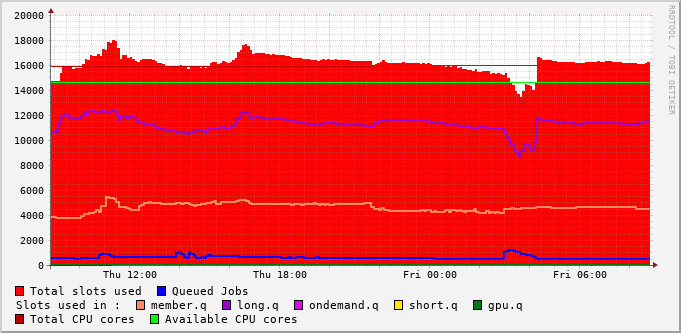 20000
18000
16000
14000
12000
10000
8000
6000
4000
2000
0
Thu 12:00 Thu 18:00 Fri 00:00 Fri 06:00
Total slots used Queued Jobs
Slots used in : member.q long.q ondemand.q short.q gpu.q
Total CPU cores Available CPU cores
RRDTOOL / TOBI OETIKER